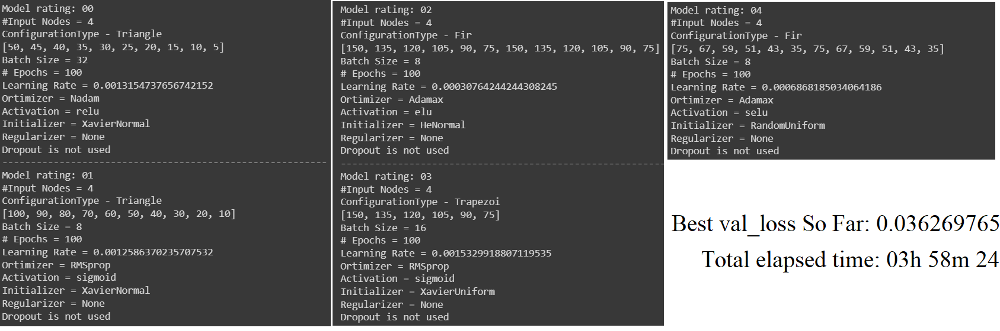 Model rating: 00
#Input Nodes = 4
ConfigurationType - Triangle
[50, 45, 40, 35, 30, 25, 20, 15, 10, 5]
Batch Size = 32
# Epochs = 100
Learning Rate = 0.0013154737656742152
Ortimizer = Nadam
Activation = relu
Initializer = XavierNormal
Regularizer = None
Dropout is not used
---------------------------------------------------------
Model rating: 01
#Input Nodes = 4
ConfigurationType - Triangle
[100, 90, 80, 70, 60, 50, 40, 30, 20, 10]
Batch Size = 8
# Epochs = 100
Learning Rate = 0.0012586370235707532
Ortimizer = RMSprop
Activation = sigmoid
Initializer = XavierNormal
Regularizer = None
Dropout is not used
Model rating: 02
#Input Nodes = 4
ConfigurationType - Fir
[150, 135, 120, 105, 90, 75, 150, 135, 120, 105, 90, 75]
Batch Size = 8
# Epochs = 100
Learning Rate = 0.00030764244244308245
Ortimizer = Adamax
Activation = elu
Initializer = HeNormal
Regularizer = None
Dropout is not used
---------------------------------------------------------
Model rating: 03
#Input Nodes = 4
ConfigurationType - Trapezoi
[150, 135, 120, 105, 90, 75]
Batch Size = 16
# Epochs = 100
Learning Rate = 0.0015329918807119535
Ortimizer = RMSprop
Activation = sigmoid
Initializer = XavierUniform
Regularizer = None
Dropout is not used
Model rating: 04
#Input Nodes = 4
ConfigurationType - Fir
[75, 67, 59, 51, 43, 35, 75, 67, 59, 51, 43, 35]
Batch Size = 8
# Epochs = 100
Learning Rate = 0.0006868185034064186
Ortimizer = Adamax
Activation = selu
Initializer = RandomUniform
Regularizer = None
Dropout is not used
Best val_loss So Far: 0.036269765
Total elapsed time: 03h 58m 24